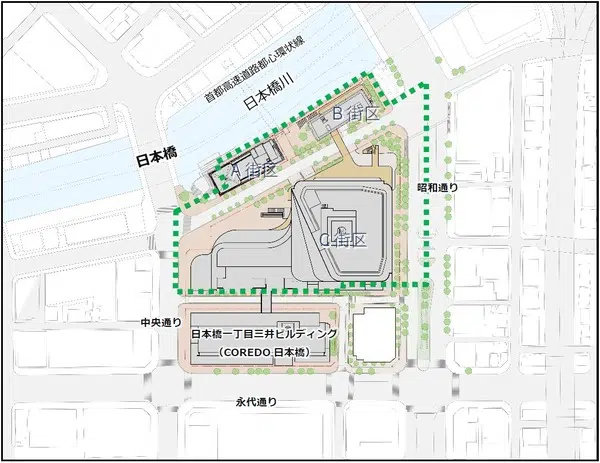 首都高速道路都心環状線
日本橋川
日本橋
B街区
A街区
昭和通り
C街区
中央通り
日本橋一丁目三井ビルディング
（COREDO 日本橋）
永代通り